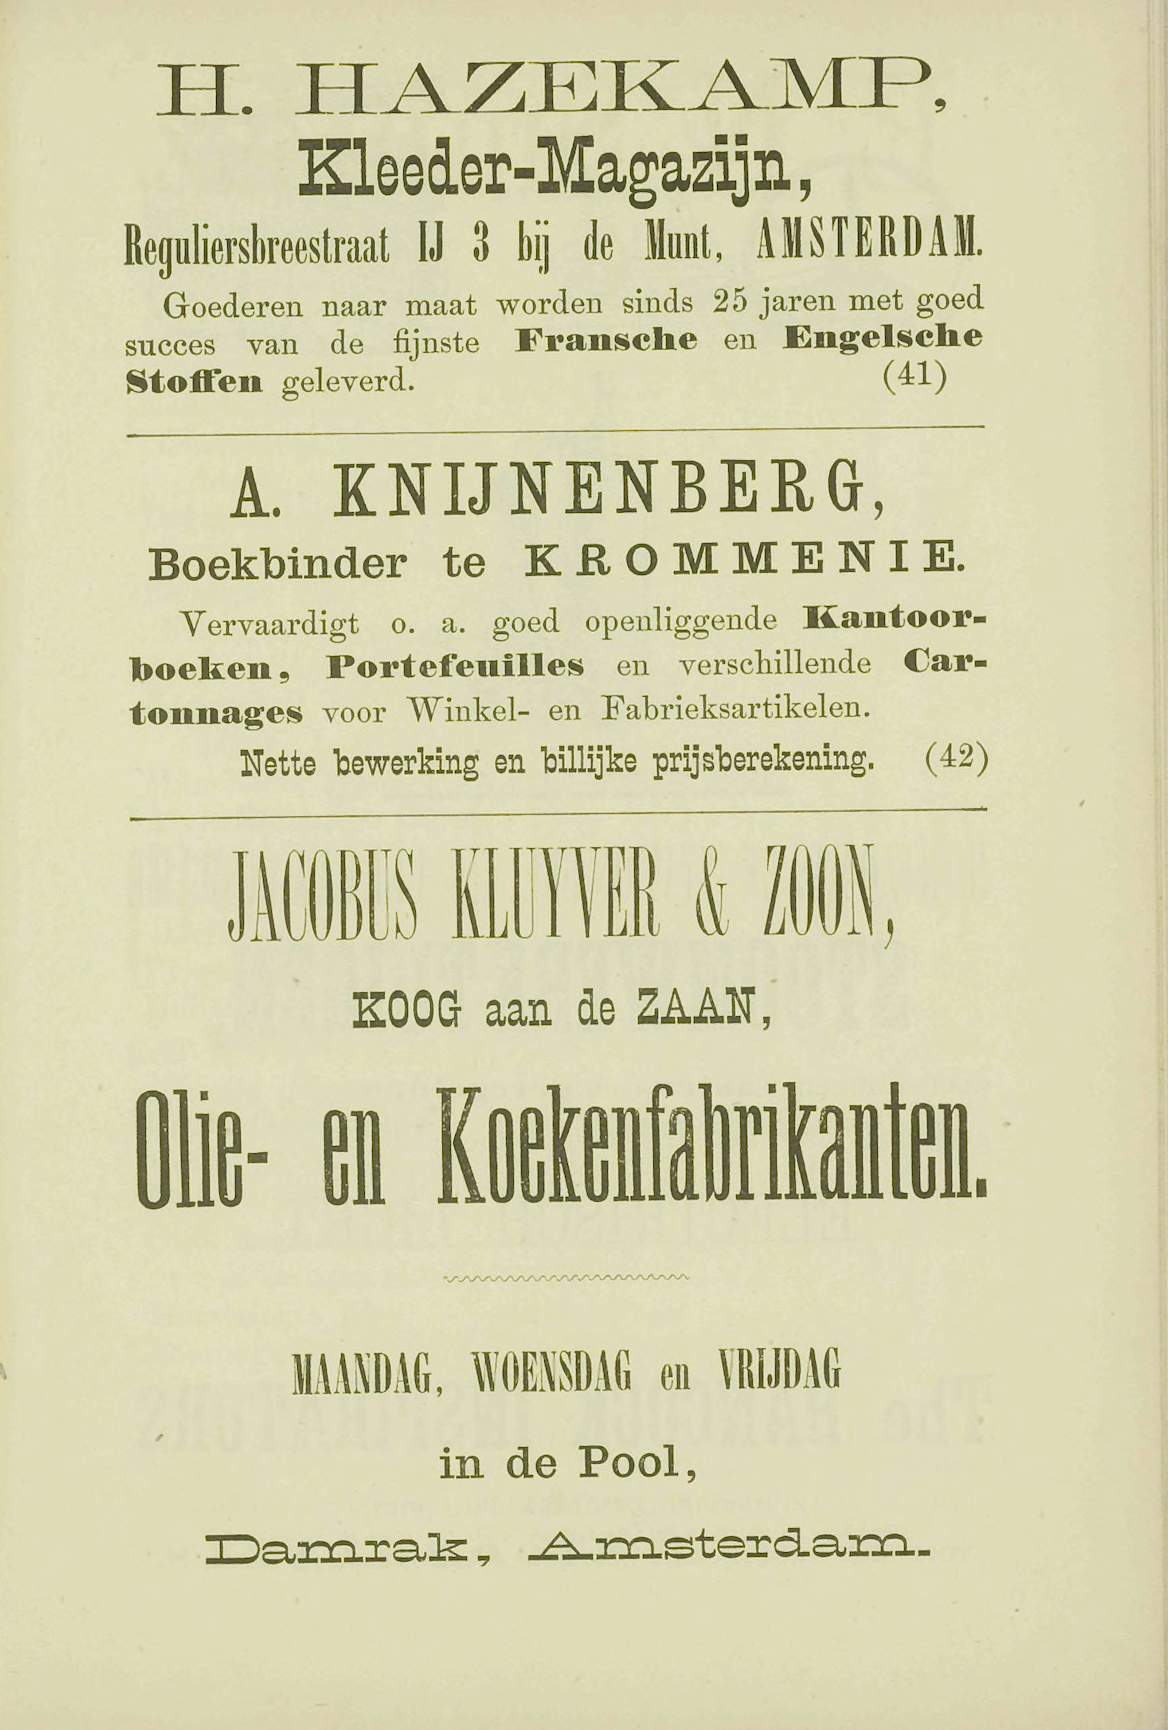 H. HAZEKAMP,
Kleeder-Magazijn,
Reguliersbreestraat IJ 3 bij de Munt, AMSTERDAM.
Goederen naar maat worden sinds 25 jaren met goed
succes van de fijnste Fransche en Engelsche
Stoffen geleverd. (41)
A. KNIJNENBERG,
Boekbinder te KROMMENIE.
Vervaardigt o. a. goed openliggende Kantoor-
boeken, Portefeuilles en verschillende Car-
tonnages voor Winkel- en Fabrieksartikelen.
Nette bewerking en billijke prijsberekening. (42)
JACOBUS KLUYVER & ZOON,
KOOG aan de ZAAN,
Olie- en Koekenfabrikanten.
MAANDAG, WOENSDAG en VRIJDAG
in de Pool,
Damrak, Amsterdam.